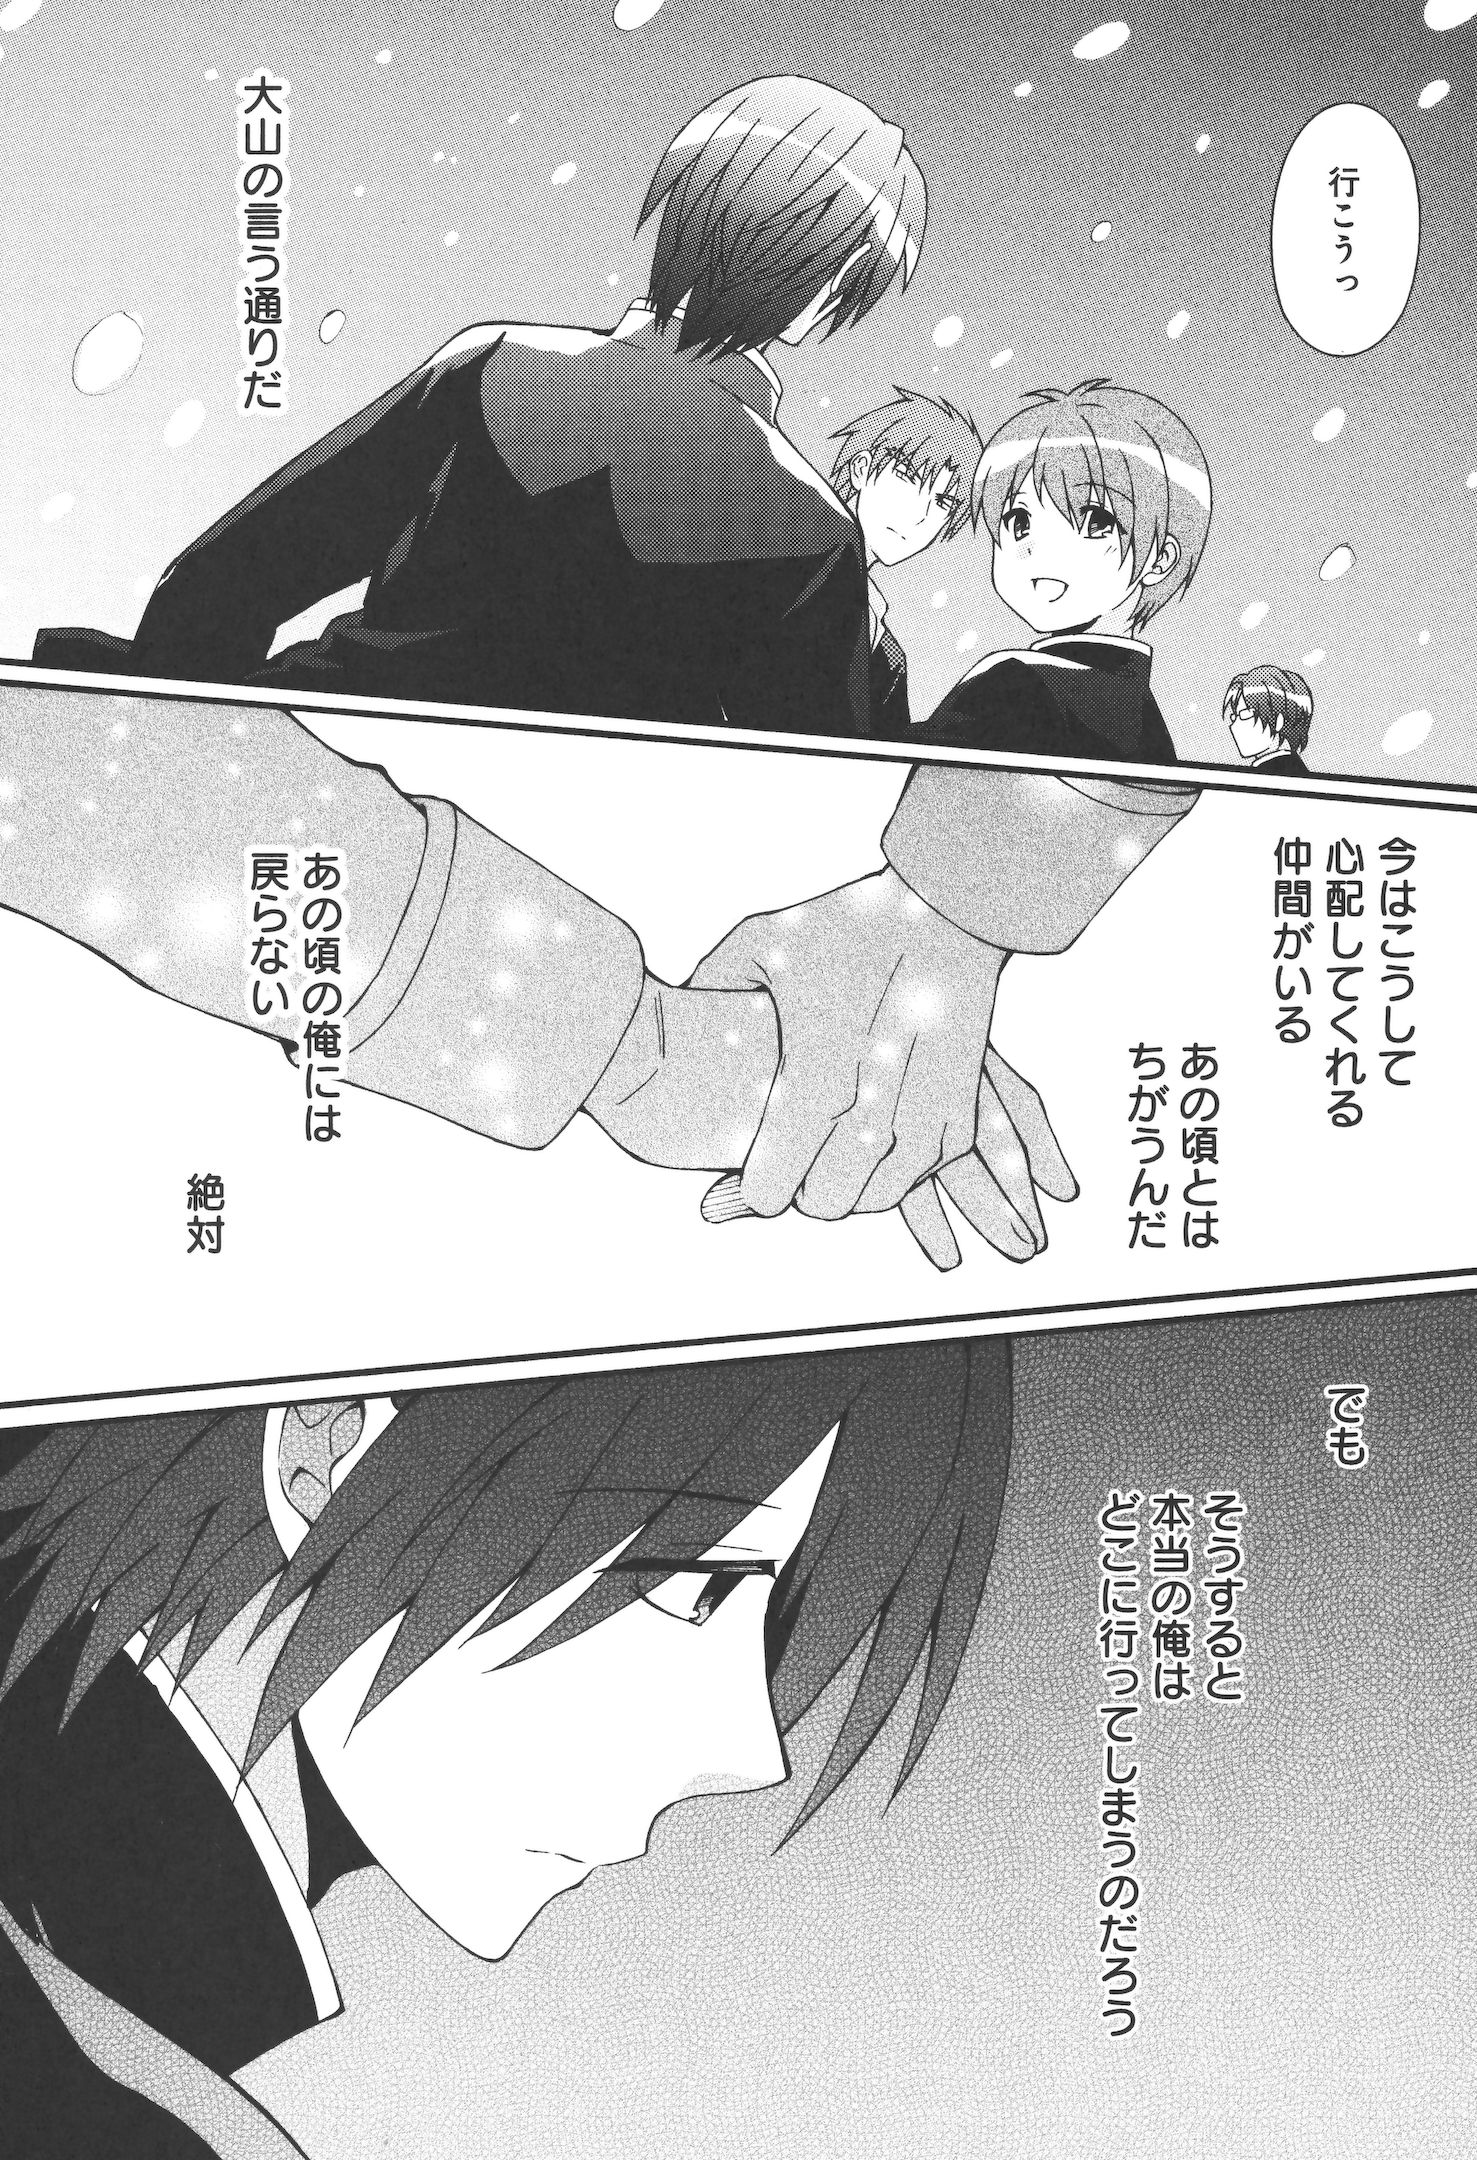 行こうっ
大山の言う通りだ
今はこうして
心配してくれる
仲間がいる
あの頃とは
ちがうんだ
あの頃の俺には
戻らない
絶対
でも
そうすると
本当の俺は
どこに行ってしまうのだろう